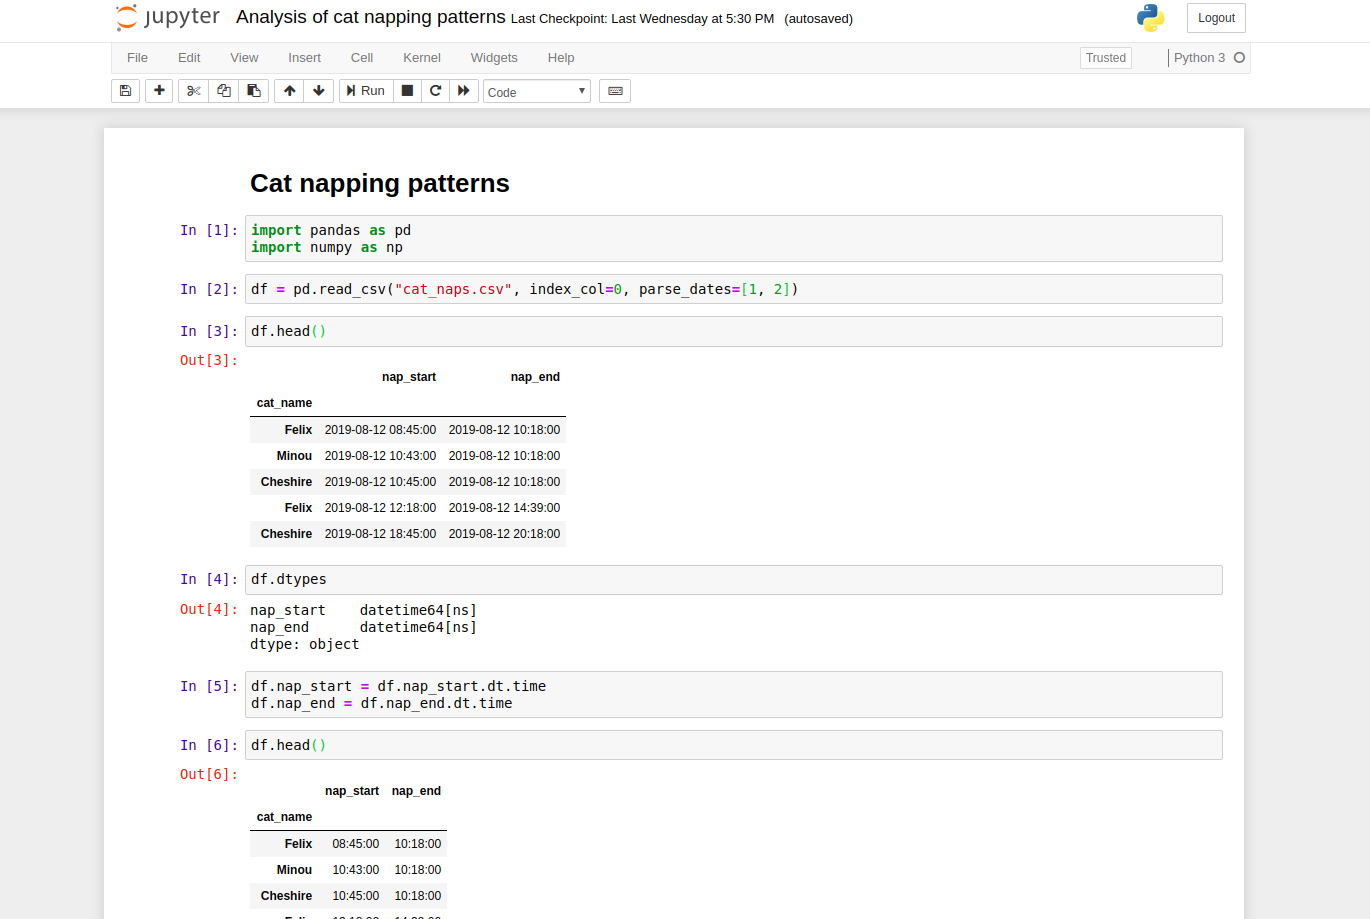 jupyter Analysis of cat napping patterns Last Checkpoint: Last Wednesday at 5:30 PM (autosaved) Logout
File Edit View Insert Cell Kernel Widgets Help Trusted Python 3
Run Code
Cat napping patterns
In [1]: import pandas as pd
import numpy as np
In [2]: df = pd.read_csv("cat_naps.csv", index_col=0, parse_dates=[1, 2])
In [3]: df.head()
Out[3]:
nap_start nap_end
cat_name
Felix 2019-08-12 08:45:00 2019-08-12 10:18:00
Minou 2019-08-12 10:43:00 2019-08-12 10:18:00
Cheshire 2019-08-12 10:45:00 2019-08-12 10:18:00
Felix 2019-08-12 12:18:00 2019-08-12 14:39:00
Cheshire 2019-08-12 18:45:00 2019-08-12 20:18:00
In [4]: df.dtypes
Out[4]: nap_start datetime64[ns]
nap_end datetime64[ns]
dtype: object
In [5]: df.nap_start = df.nap_start.dt.time
df.nap_end = df.nap_end.dt.time
In [6]: df.head()
Out[6]:
nap_start nap_end
cat_name
Felix 08:45:00 10:18:00
Minou 10:43:00 10:18:00
Cheshire 10:45:00 10:18:00